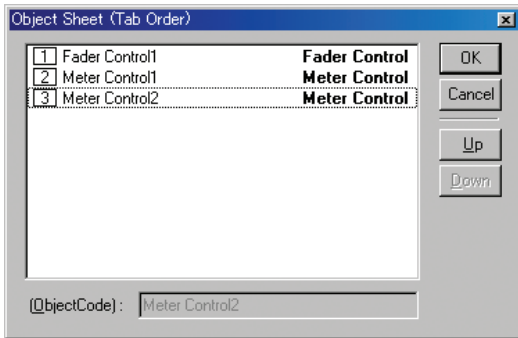 Object Sheet (Tab Order)
1 Fader Control1 Fader Control
2 Meter Control1 Meter Control
3 Meter Control2 Meter Control
OK
Cancel
Up
Down
(ObjectCode) : Meter Control2